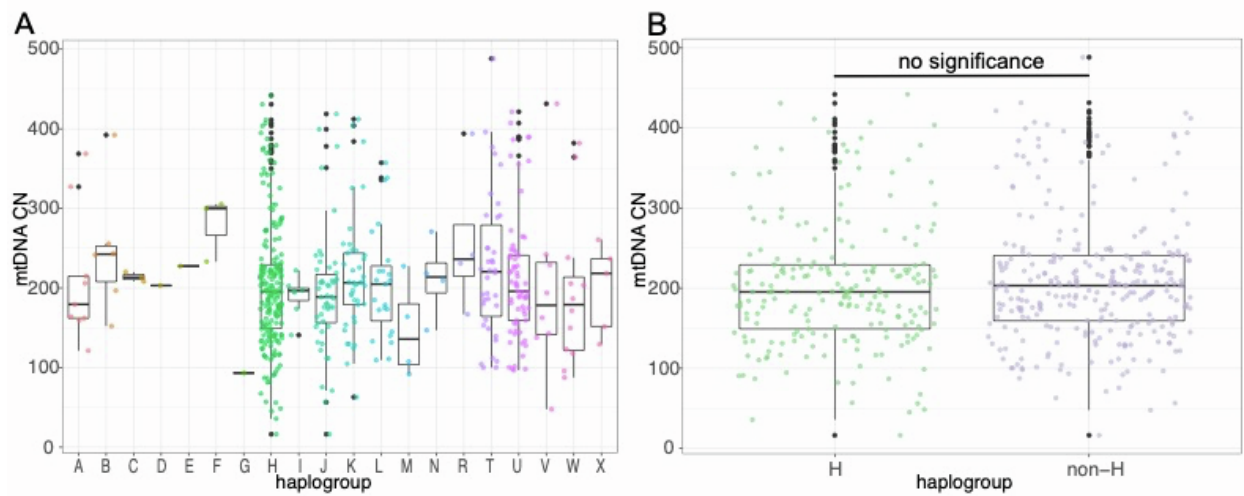 A
500
400
300
200
100
0
mtDNA CN
A B C D E F G H I J K L M N R T U V W X
haplogroup
B
500
400
300
200
100
0
mtDNA CN
no significance
H non-H
haplogroup